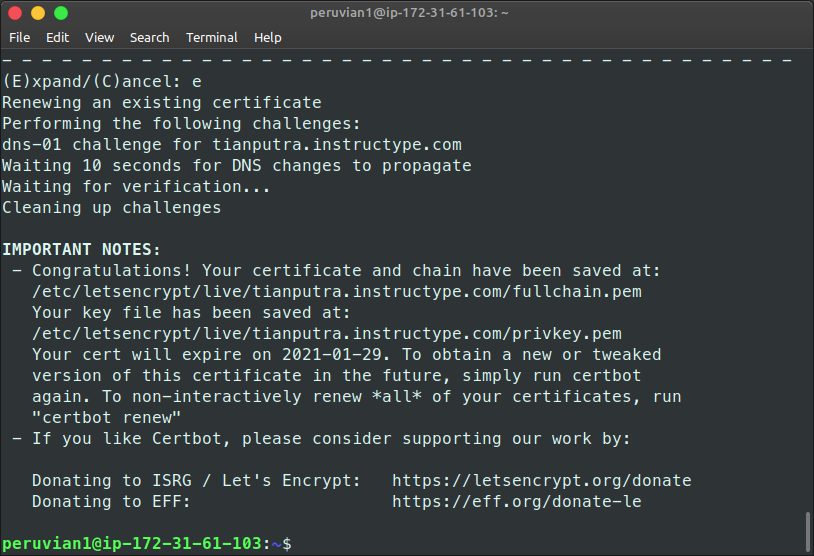 peruvian1@ip-172-31-61-103: ~
File Edit View Search Terminal Help
- - - - - - - - - - - - - - - - - - - - - - - - - - - - - - - - - - - - - - - -
(E)xpand/(C)ancel: e
Renewing an existing certificate
Performing the following challenges:
dns-01 challenge for tianputra.instructype.com
Waiting 10 seconds for DNS changes to propagate
Waiting for verification...
Cleaning up challenges
IMPORTANT NOTES:
- Congratulations! Your certificate and chain have been saved at:
/etc/letsencrypt/live/tianputra.instructype.com/fullchain.pem
Your key file has been saved at:
/etc/letsencrypt/live/tianputra.instructype.com/privkey.pem
Your cert will expire on 2021-01-29. To obtain a new or tweaked
version of this certificate in the future, simply run certbot
again. To non-interactively renew *all* of your certificates, run
"certbot renew"
- If you like Certbot, please consider supporting our work by:
Donating to ISRG / Let's Encrypt:   https://letsencrypt.org/donate
Donating to EFF:                    https://eff.org/donate-le
peruvian1@ip-172-31-61-103:~$